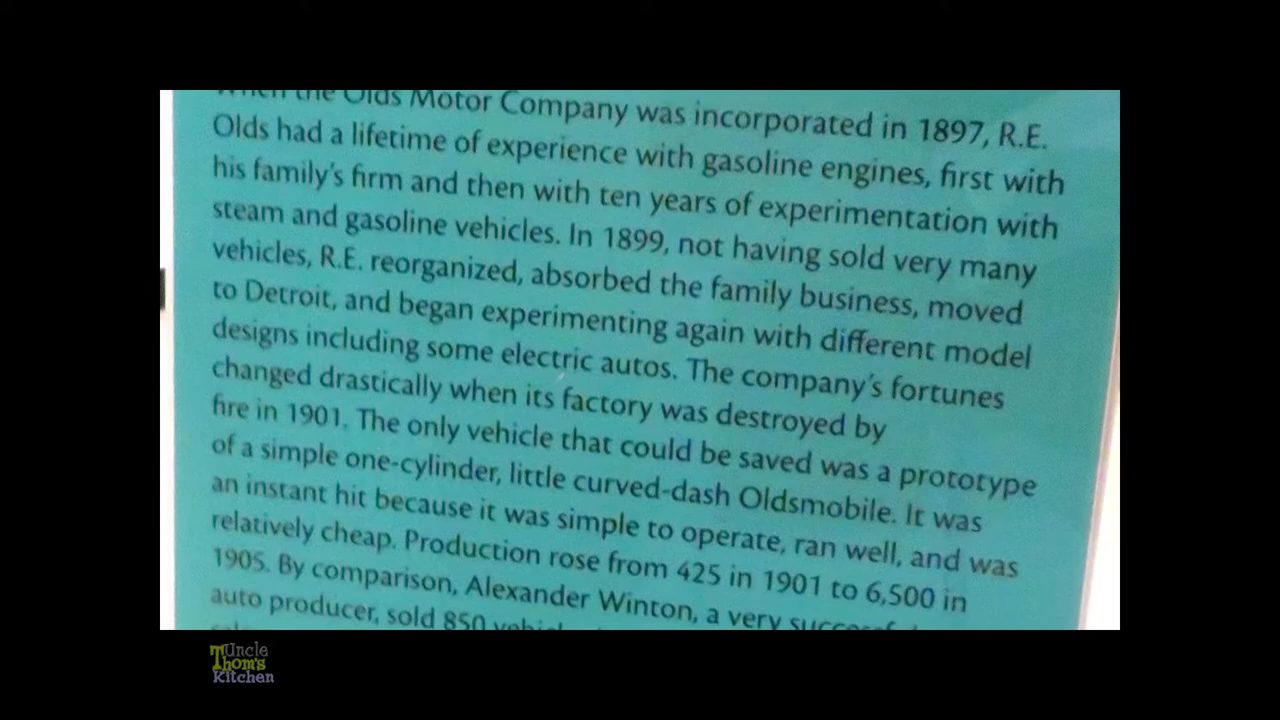 When the Olds Motor Company was incorporated in 1897, R.E.
Olds had a lifetime of experience with gasoline engines, first with
his family's firm and then with ten years of experimentation with
steam and gasoline vehicles. In 1899, not having sold very many
vehicles, R.E. reorganized, absorbed the family business, moved
to Detroit, and began experimenting again with different model
designs including some electric autos. The company's fortunes
changed drastically when its factory was destroyed by
fire in 1901. The only vehicle that could be saved was a prototype
of a simple one-cylinder, little curved-dash Oldsmobile. It was
an instant hit because it was simple to operate, ran well, and was
relatively cheap. Production rose from 425 in 1901 to 6,500 in
1905. By comparison, Alexander Winton, a very successful
auto producer, sold 850
Uncle
Thom's
Kitchen